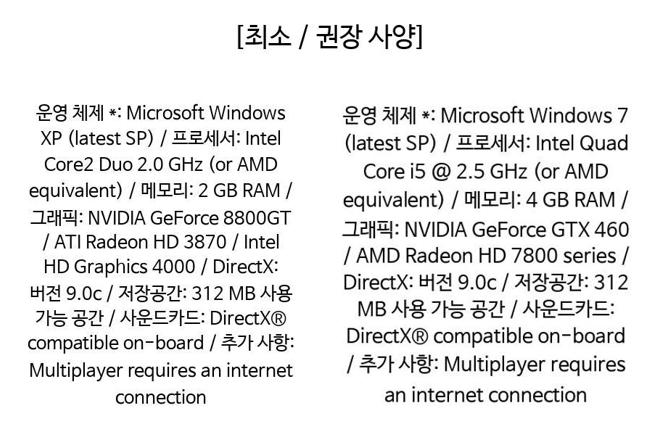 [최소 / 권장 사양]
운영 체제 *: Microsoft Windows
XP (latest SP) / 프로세서: Intel
Core2 Duo 2.0 GHz (or AMD
equivalent) / 메모리: 2 GB RAM /
그래픽: NVIDIA GeForce 8800GT
/ ATI Radeon HD 3870 / Intel
HD Graphics 4000 / DirectX:
버전 9.0c / 저장공간: 312 MB 사용
가능 공간 / 사운드카드: DirectX®
compatible on-board / 추가 사항:
Multiplayer requires an internet
connection
운영 체제 *: Microsoft Windows 7
(latest SP) / 프로세서: Intel Quad
Core i5 @ 2.5 GHz (or AMD
equivalent) / 메모리: 4 GB RAM /
그래픽: NVIDIA GeForce GTX 460
/ AMD Radeon HD 7800 series /
DirectX: 버전 9.0c / 저장공간: 312
MB 사용 가능 공간 / 사운드카드:
DirectX® compatible on-board
/ 추가 사항: Multiplayer requires
an internet connection